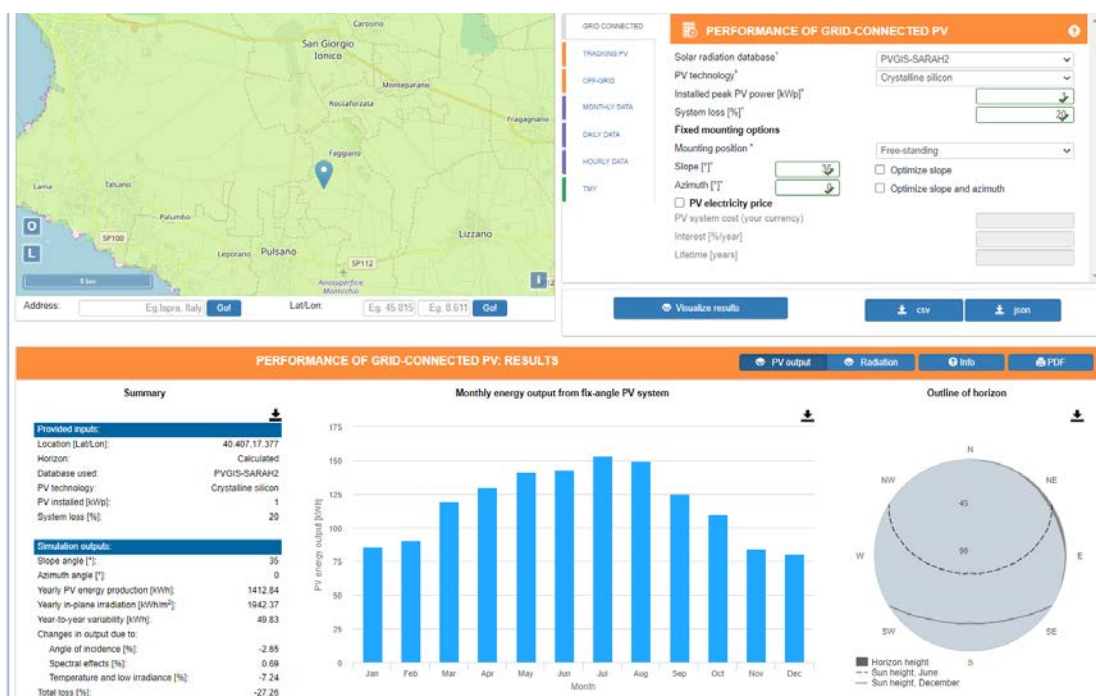 Carosino
San Giorgio
Ionico
Monteparano
Roccaforzata
Fragagnano
Faggiano
Lama
Talsano
Palumbo
SP100
Lizzano
Leporano
Pulsano
SP112
Aviosuperficie
Monticchio
O
L
5 km
I
Address:
Eg.Ispra, Italy
Go!
Lat/Lon:
Eg. 45.815
Eg. 8.611
Go!
GRID CONNECTED
TRACKING PV
OFF-GRID
MONTHLY DATA
DAILY DATA
HOURLY DATA
TMY
PERFORMANCE OF GRID-CONNECTED PV
?
Solar radiation database*
PVGIS-SARAH2
PV technology*
Crystalline silicon
Installed peak PV power [kWp]*
1
System loss [%]*
20
Fixed mounting options
Mounting position *
Free-standing
Slope [°]*
35
Optimize slope
Azimuth [°]*
0
Optimize slope and azimuth
PV electricity price
PV system cost (your currency)
Interest [%/year]
Lifetime [years]
Visualize results
csv
json
PERFORMANCE OF GRID-CONNECTED PV: RESULTS
PV output
Radiation
Info
PDF
Summary
Provided inputs:
Location [Lat/Lon]: 40.407,17.377
Horizon: Calculated
Database used: PVGIS-SARAH2
PV technology: Crystalline silicon
PV installed [kWp]: 1
System loss [%]: 20
Simulation outputs:
Slope angle [°]: 35
Azimuth angle [°]: 0
Yearly PV energy production [kWh]: 1412.84
Yearly in-plane irradiation [kWh/m²]: 1942.37
Year-to-year variability [kWh]: 49.83
Changes in output due to:
Angle of incidence [%]: -2.65
Spectral effects [%]: 0.69
Temperature and low irradiance [%]: -7.24
Total loss [%]: -27.26
Monthly energy output from fix-angle PV system
PV energy output [kWh]
175
150
125
100
75
50
25
0
Jan Feb Mar Apr May Jun Jul Aug Sep Oct Nov Dec
Month
Outline of horizon
N
NW
NE
45
90
W
E
SW
SE
S
Horizon height
Sun height, June
Sun height, December